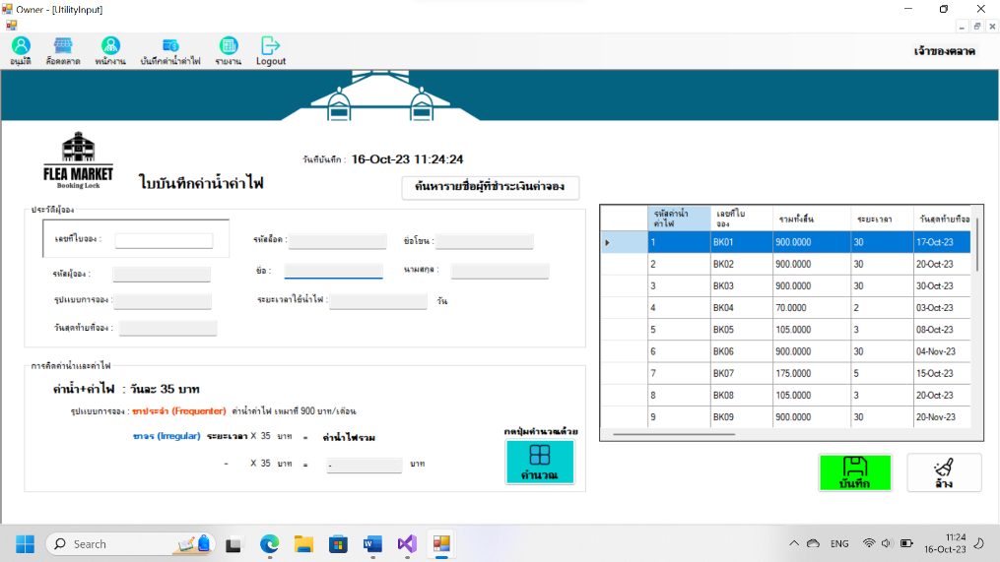 Owner - [UtilityInput]
อนุมัติ ล็อคตลาด พนักงาน บันทึกค่าน้ำค่าไฟ รายงาน Logout
เจ้าของตลาด
FLEA MARKET
Booking Lock
วันที่บันทึก : 16-Oct-23 11:24:24
ใบบันทึกค่าน้ำค่าไฟ
ค้นหารายชื่อผู้ที่ชำระเงินค่าจอง
ประวัติผู้จอง
เลขที่ใบจอง : รหัสล็อค : ชื่อโซน :
รหัสผู้จอง : ชื่อ : นามสกุล :
รูปแบบการจอง : ระยะเวลาใช้น้ำไฟ : วัน
วันสุดท้ายที่จอง :
รหัสค่าน้ำค่าไฟ เลขที่ใบจอง รวมทั้งสิ้น ระยะเวลา วันสุดท้ายที่จอ
1 BK01 900.0000 30 17-Oct-23
2 BK02 900.0000 30 20-Oct-23
3 BK03 900.0000 30 30-Oct-23
4 BK04 70.0000 2 03-Oct-23
5 BK05 105.0000 3 08-Oct-23
6 BK06 900.0000 30 04-Nov-23
7 BK07 175.0000 5 15-Oct-23
8 BK08 105.0000 3 20-Oct-23
9 BK09 900.0000 30 20-Nov-23
การคิดค่าน้ำและค่าไฟ
ค่าน้ำ+ค่าไฟ : วันละ 35 บาท
รูปแบบการจอง : ขาประจำ (Frequenter) ค่าน้ำค่าไฟ เหมาที่ 900 บาท/เดือน
ขาจร (Irregular) ระยะเวลา X 35 บาท = ค่าน้ำไฟรวม
- X 35 บาท = - บาท
กดปุ่มคำนวณด้วย
คำนวณ
บันทึก
ล้าง
Search
ENG
11:24
16-Oct-23